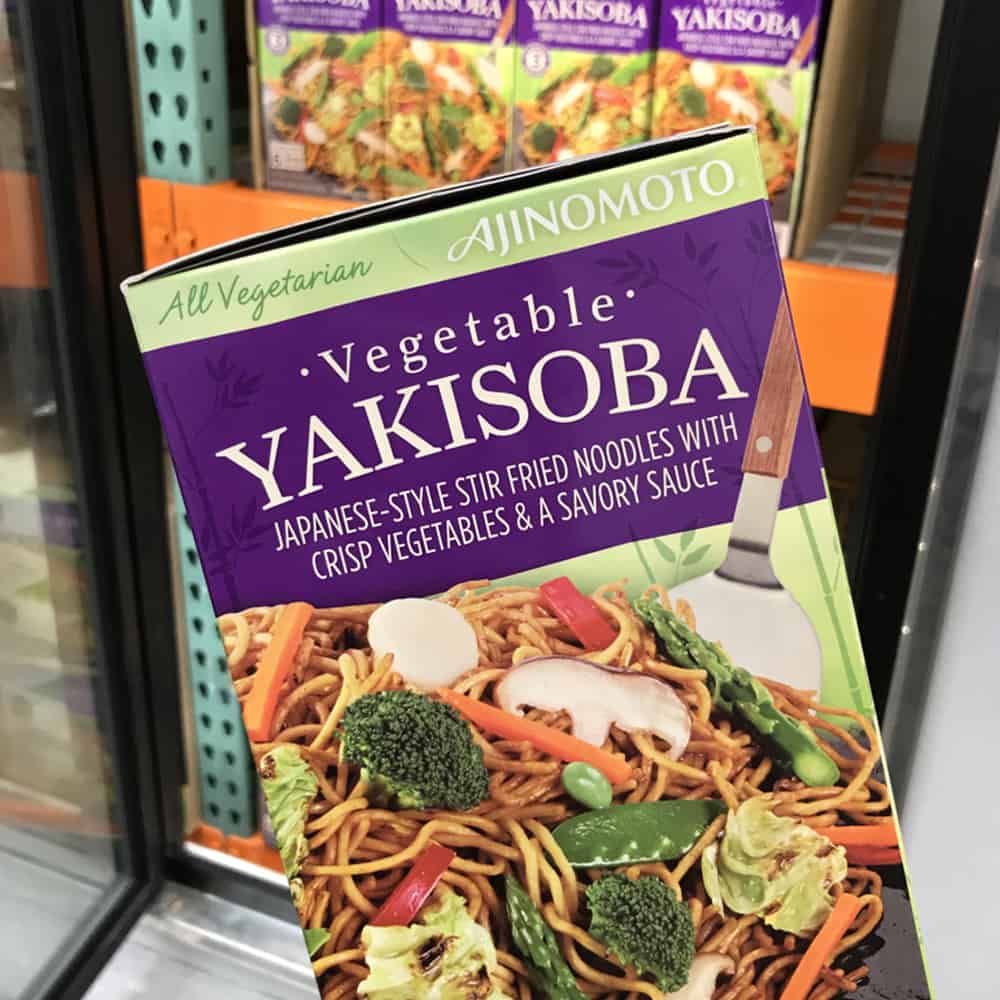 YAKISOBA
YAKISOBA
YAKISOBA
Vegetable
YAKISOBA
All Vegetarian
AJINOMOTO
· Vegetable ·
YAKISOBA
JAPANESE-STYLE STIR FRIED NOODLES WITH
CRISP VEGETABLES & A SAVORY SAUCE